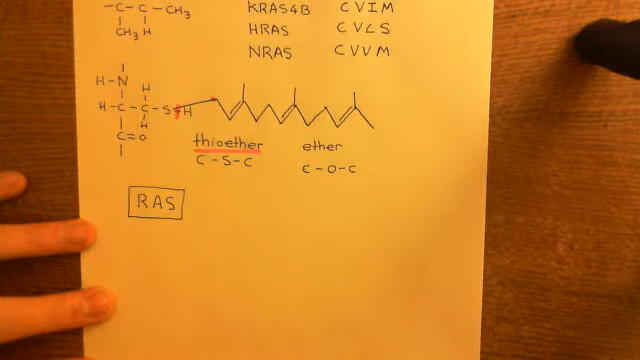 - C - C - CH3
CH3 H
KRAS4B CVIM
HRAS CVLS
NRAS CVVM
H - N
H
H - C - C - S - H
H
C = O
thioether ether
C - S - C C - O - C
RAS